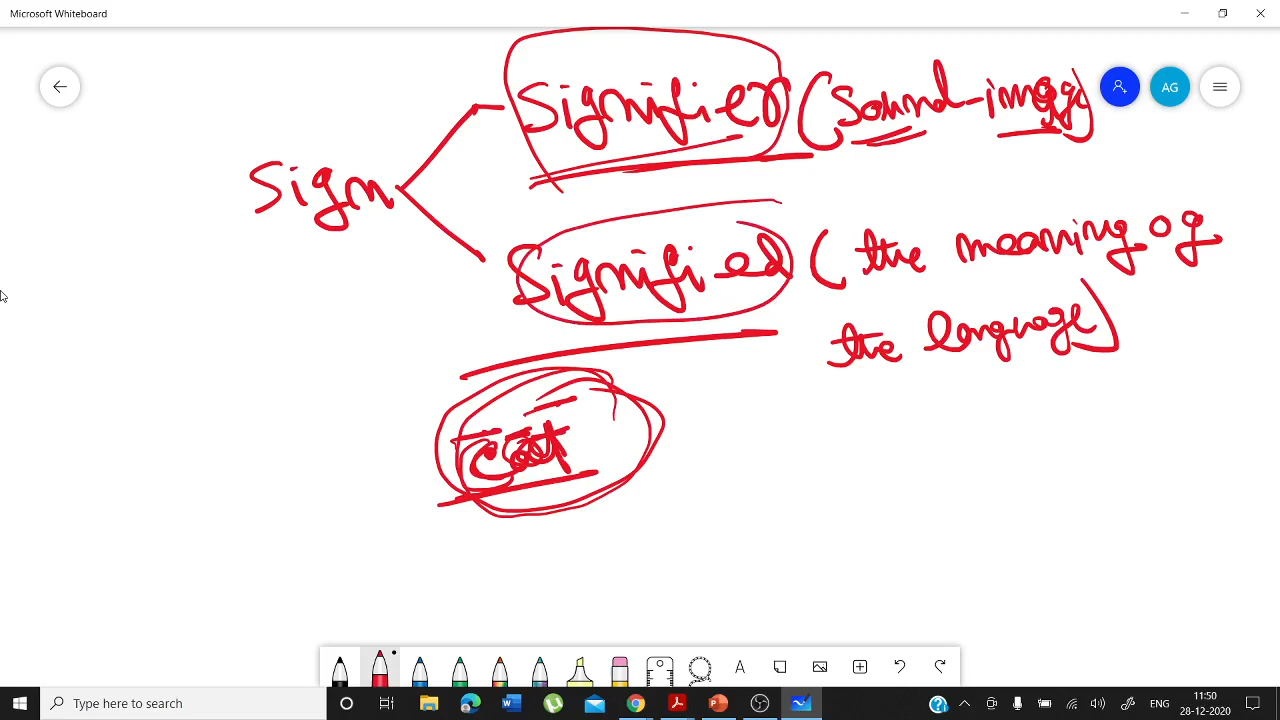 Microsoft Whiteboard
Signifier (Sound-image)
AG
Sign
Signified (the meaning of
the language)
Cat
A
Type here to search
ENG
11:50
28-12-2020